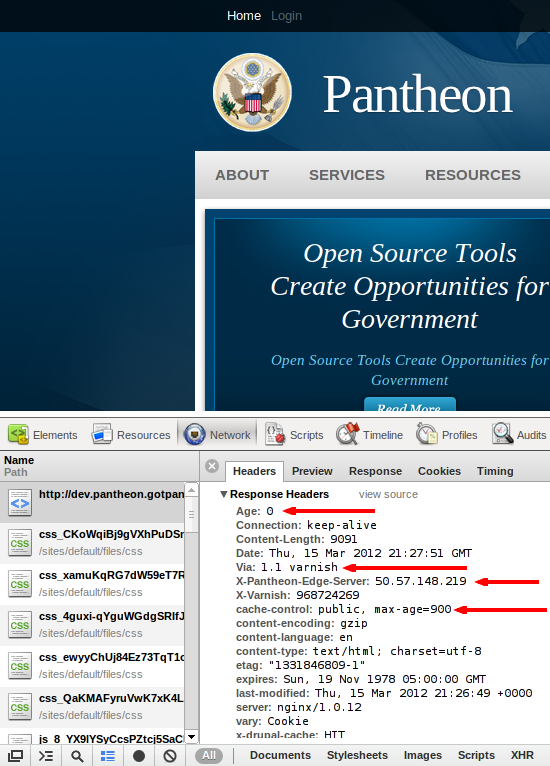 Home Login
Pantheon
ABOUT SERVICES RESOURCES
Open Source Tools
Create Opportunities for
Government
Open Source Tools Create Opportunities for
Government
Read More
Elements Resources Network Scripts Timeline Profiles Audits
Name
Path
Headers Preview Response Cookies Timing
http://dev.pantheon.gotpan
css_CKoWqiBj9gVXhPuDSr
/sites/default/files/css
css_xamuKqRG7dW59eT7R
/sites/default/files/css
css_4guxi-qYguWGdgSRIfJ
/sites/default/files/css
css_ewyyChUj84Ez73TqT1c
/sites/default/files/css
css_QaKMAFyruVwK7xK4L
/sites/default/files/css
js_8_YX9lYSyCcsPZtcj5SaC
Response Headers view source
Age: 0
Connection: keep-alive
Content-Length: 9091
Date: Thu, 15 Mar 2012 21:27:51 GMT
Via: 1.1 varnish
X-Pantheon-Edge-Server: 50.57.148.219
X-Varnish: 968724269
cache-control: public, max-age=900
content-encoding: gzip
content-language: en
content-type: text/html; charset=utf-8
etag: "1331846809-1"
expires: Sun, 19 Nov 1978 05:00:00 GMT
last-modified: Thu, 15 Mar 2012 21:26:49 +0000
server: nginx/1.0.12
vary: Cookie
x-drupal-cache: HIT
All Documents Stylesheets Images Scripts XHR